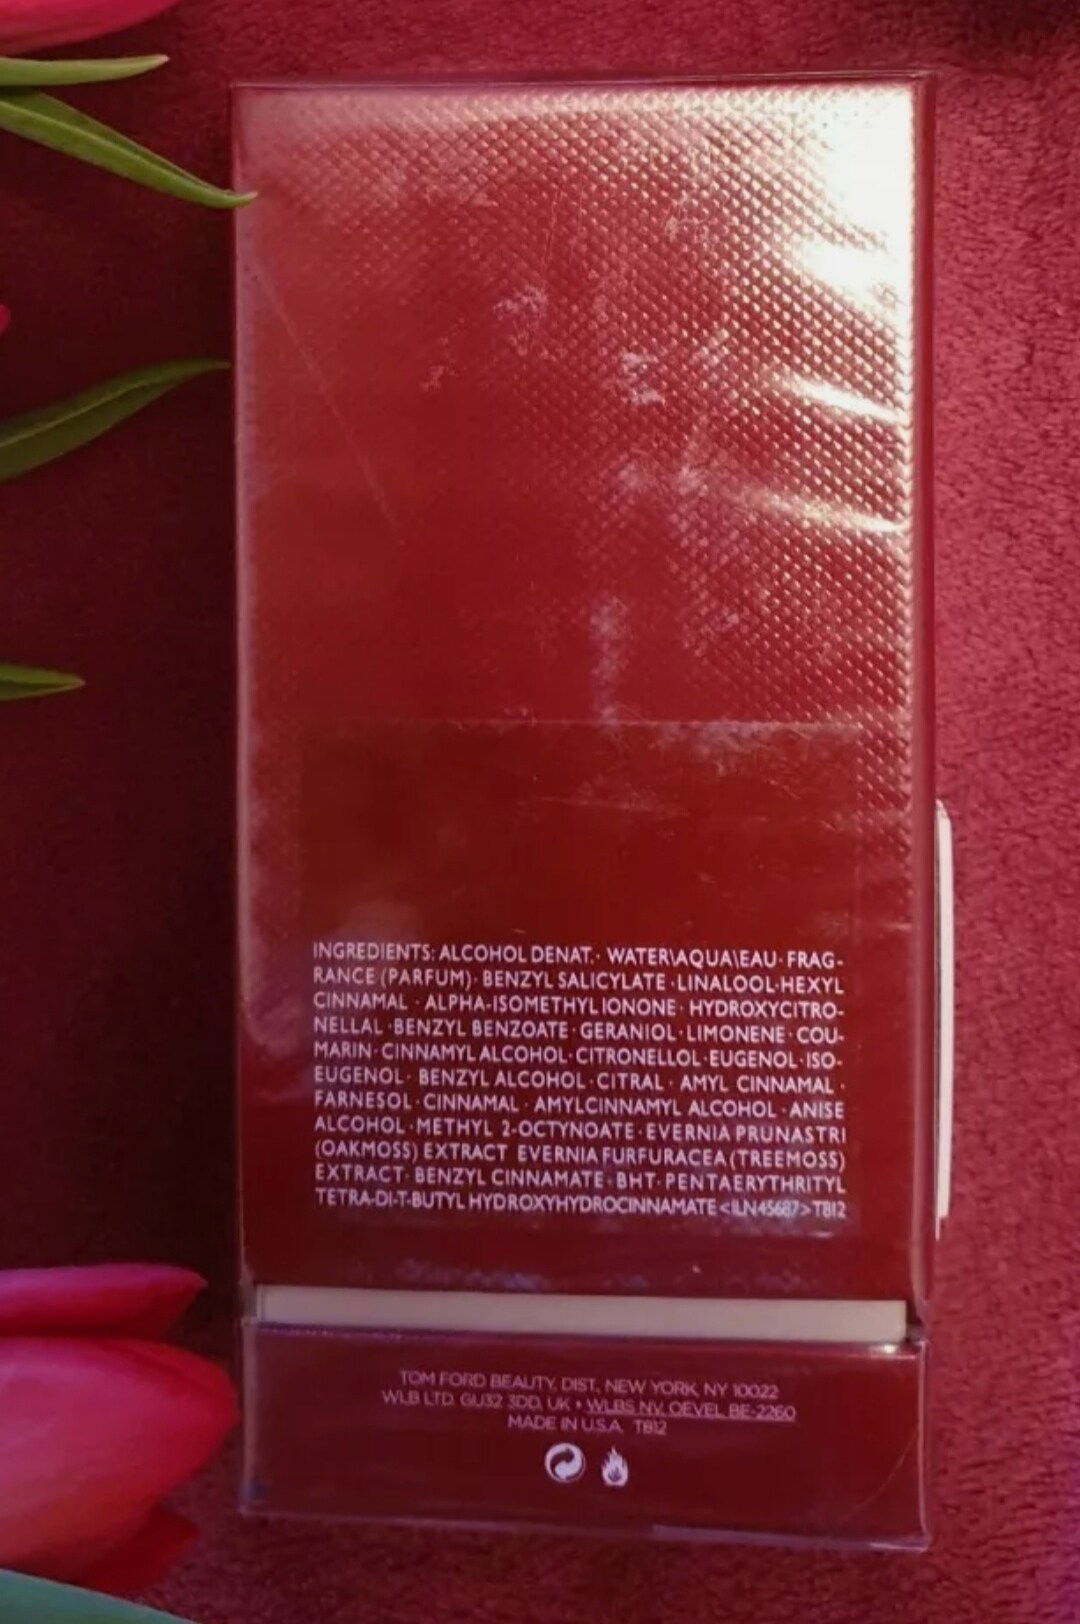 INGREDIENTS: ALCOHOL DENAT.· WATER\AQUA\EAU· FRAG-
RANCE (PARFUM)· BENZYL SALICYLATE ·LINALOOL·HEXYL
CINNAMAL · ALPHA-ISOMETHYL IONONE · HYDROXYCITRO-
NELLAL ·BENZYL BENZOATE · GERANIOL·LIMONENE· COU-
MARIN· CINNAMYL ALCOHOL·CITRONELLOL·EUGENOL·ISO-
EUGENOL· BENZYL ALCOHOL ·CITRAL · AMYL CINNAMAL ·
FARNESOL · CINNAMAL · AMYLCINNAMYL ALCOHOL · ANISE
ALCOHOL ·METHYL 2-OCTYNOATE·EVERNIA PRUNASTRI
(OAKMOSS) EXTRACT EVERNIA FURFURACEA (TREEMOSS)
EXTRACT· BENZYL CINNAMATE·BHT· PENTAERYTHRITYL
TETRA-DI-T-BUTYL HYDROXYHYDROCINNAMATE <ILN45687> T812
TOM FORD BEAUTY, DIST., NEW YORK, NY 10022
WLB LTD. GU32 3DD, UK • WLBS NV, OEVEL BE-2260
MADE IN U.S.A. T812